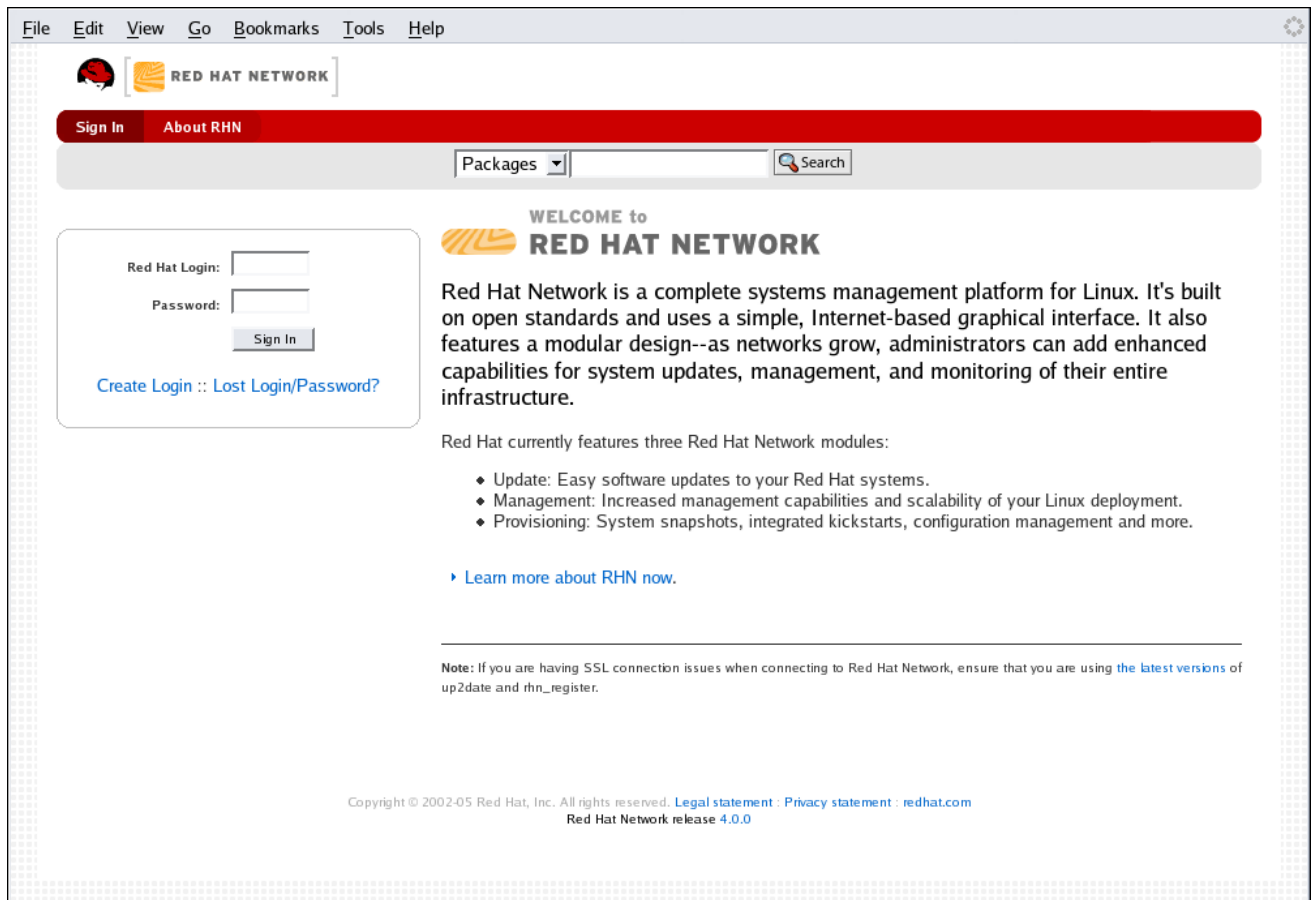 File Edit View Go Bookmarks Tools Help
RED HAT NETWORK
Sign In About RHN
Packages Search
Red Hat Login:
Password:
Sign In
Create Login :: Lost Login/Password?
WELCOME to
RED HAT NETWORK
Red Hat Network is a complete systems management platform for Linux. It's built
on open standards and uses a simple, Internet-based graphical interface. It also
features a modular design--as networks grow, administrators can add enhanced
capabilities for system updates, management, and monitoring of their entire
infrastructure.
Red Hat currently features three Red Hat Network modules:
◆ Update: Easy software updates to your Red Hat systems.
◆ Management: Increased management capabilities and scalability of your Linux deployment.
◆ Provisioning: System snapshots, integrated kickstarts, configuration management and more.
Learn more about RHN now.
Note: If you are having SSL connection issues when connecting to Red Hat Network, ensure that you are using the latest versions of
up2date and rhn_register.
Copyright © 2002-05 Red Hat, Inc. All rights reserved. Legal statement : Privacy statement : redhat.com
Red Hat Network release 4.0.0